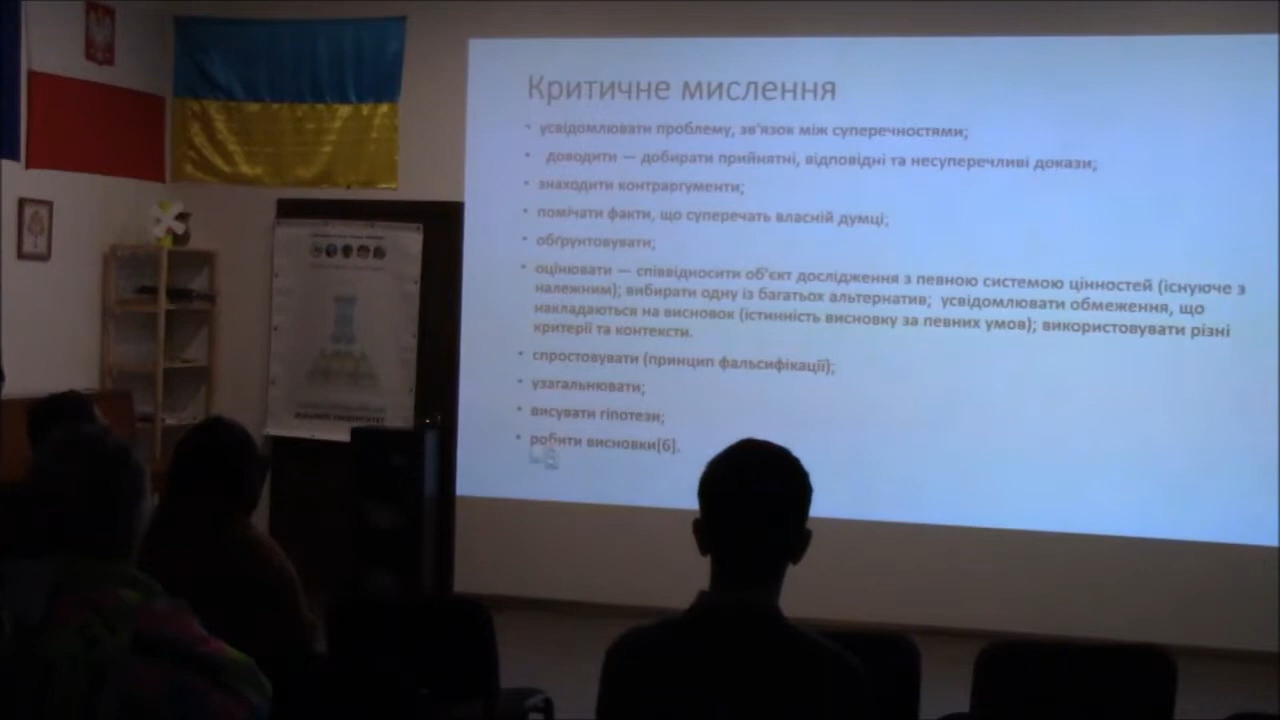 Критичне мислення
• усвідомлювати проблему, зв'язок між суперечностями;
• доводити — добирати прийнятні, відповідні та несуперечливі докази;
• знаходити контраргументи;
• помічати факти, що суперечать власній думці;
• обґрунтовувати;
• оцінювати — співвідносити об'єкт дослідження з певною системою цінностей (існуюче з
належним); вибирати одну із багатьох альтернатив; усвідомлювати обмеження, що
накладаються на висновок (істинність висновку за певних умов); використовувати різні
критерії та контексти.
• спростовувати (принцип фальсифікації);
• узагальнювати;
• висувати гіпотези;
• робити висновки[6].